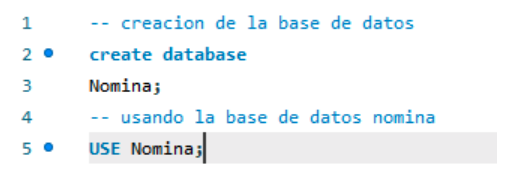 1 -- creacion de la base de datos
2 create database
3 Nomina;
4 -- usando la base de datos nomina
5 USE Nomina;